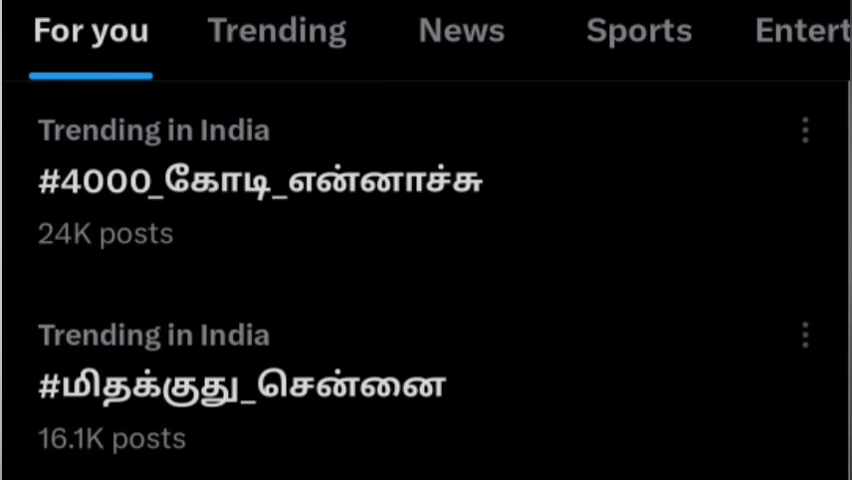 For you Trending News Sports Entert
Trending in India
#4000_கோடி_என்னாச்சு
24K posts
Trending in India
#மிதக்குது_சென்னை
16.1K posts